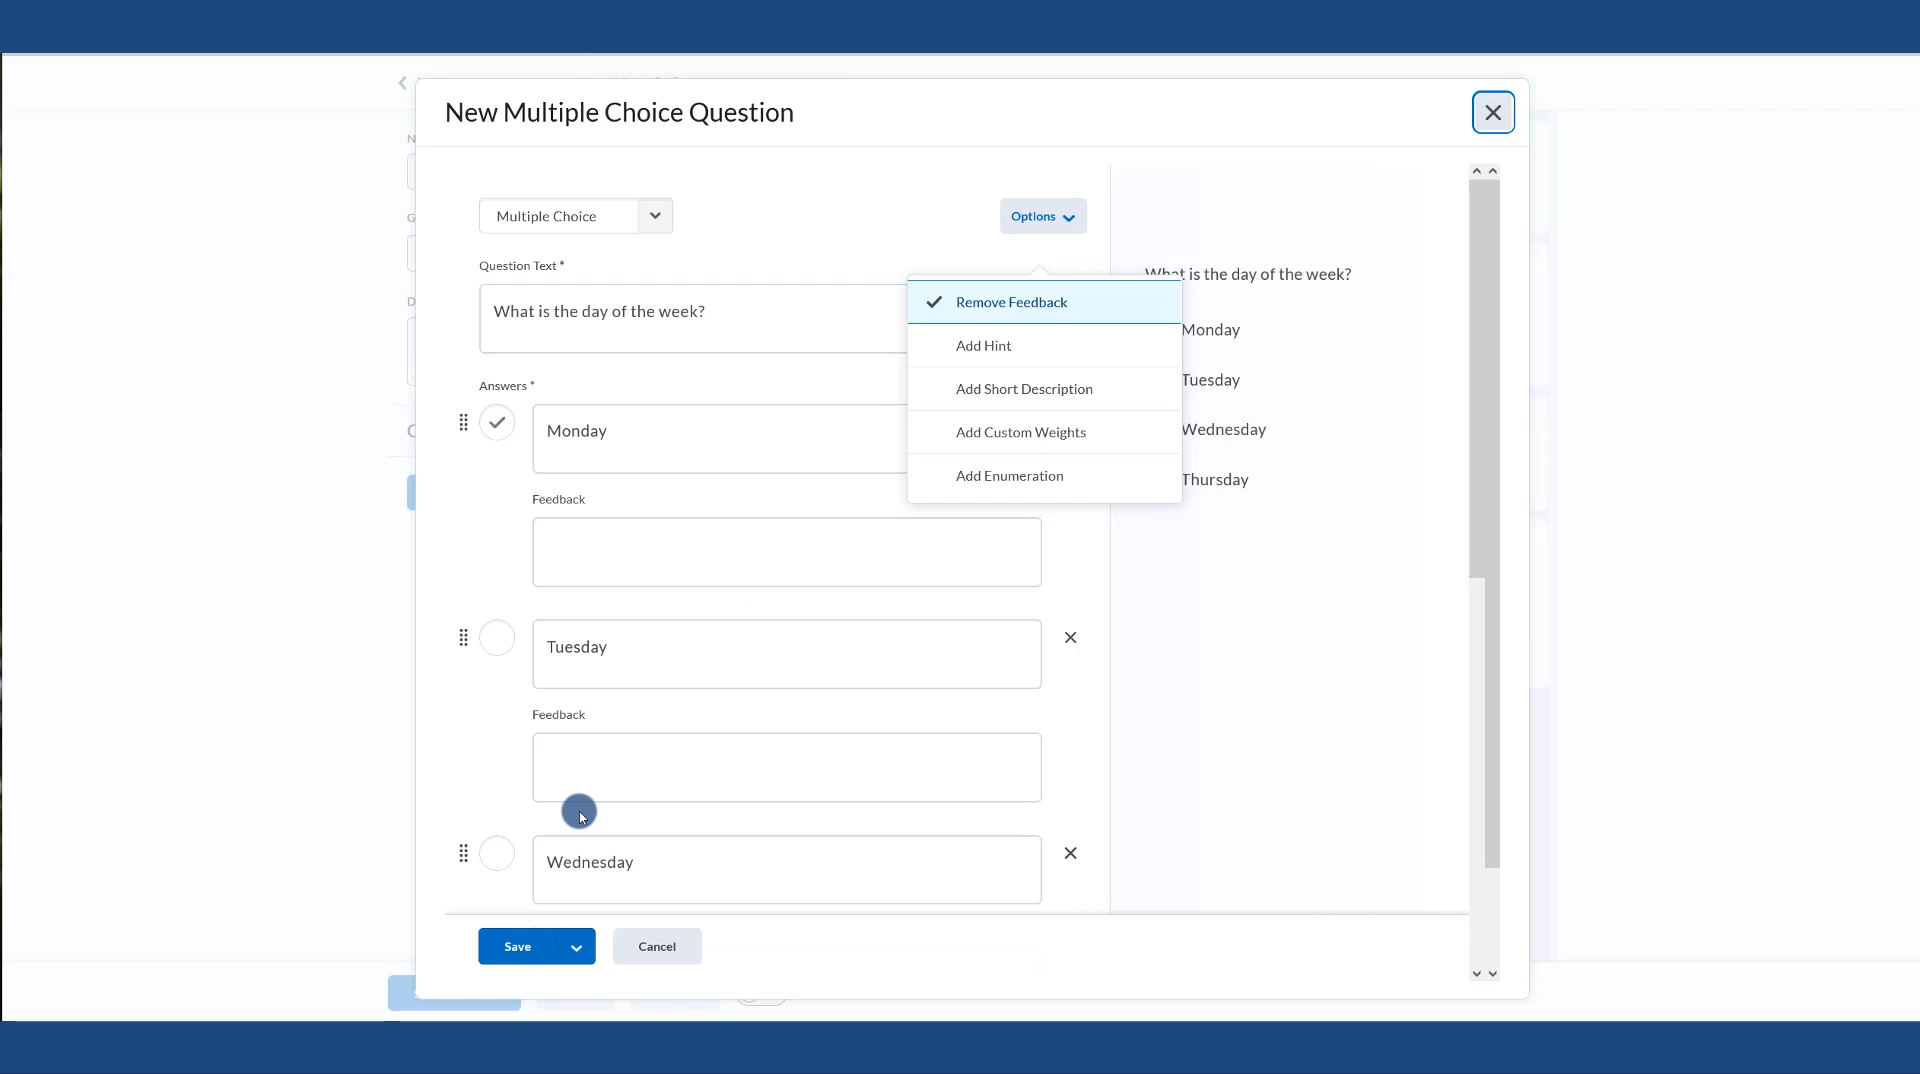 New Multiple Choice Question
Multiple Choice
Options
Question Text *
What is the day of the week?
Remove Feedback
Add Hint
Add Short Description
Add Custom Weights
Add Enumeration
What is the day of the week?
Monday
Tuesday
Wednesday
Thursday
Answers *
Monday
Feedback
Tuesday
Feedback
Wednesday
Save
Cancel